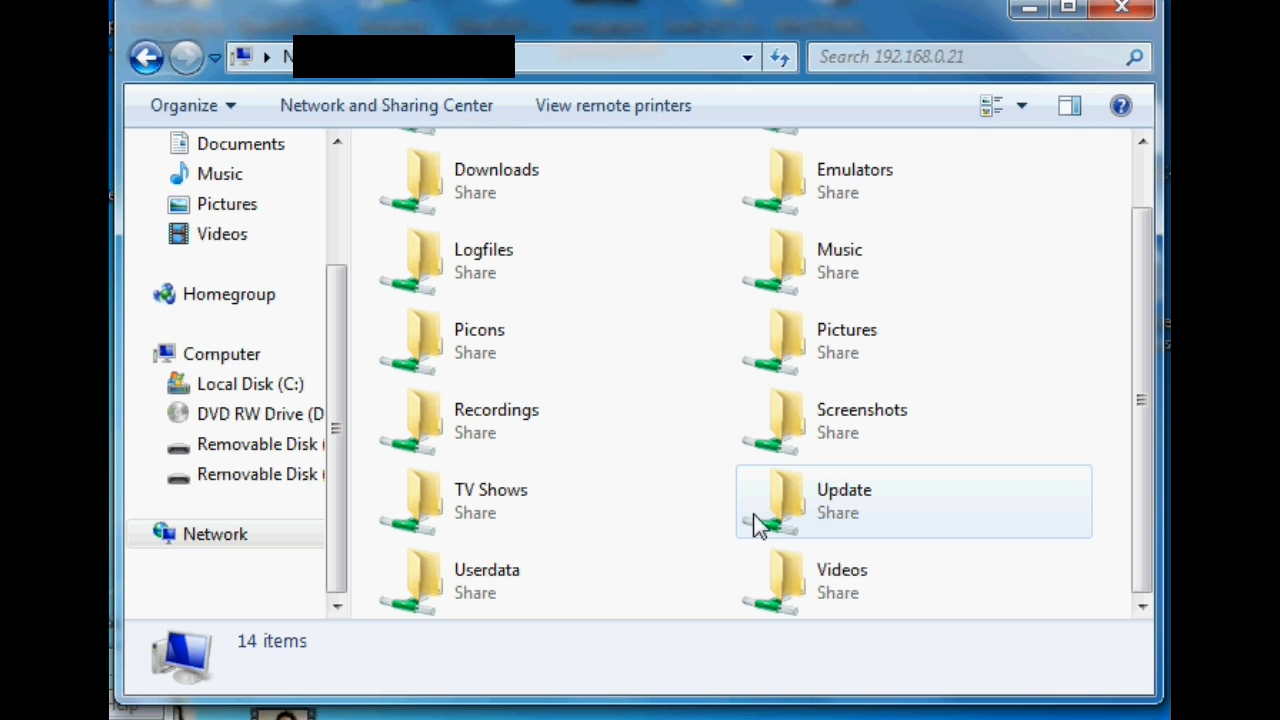 N
Search 192.168.0.21
Organize Network and Sharing Center View remote printers
Documents
Music
Pictures
Videos
Homegroup
Computer
Local Disk (C:)
DVD RW Drive (D
Removable Disk (
Removable Disk (
Network
Downloads
Share
Emulators
Share
Logfiles
Share
Music
Share
Picons
Share
Pictures
Share
Recordings
Share
Screenshots
Share
TV Shows
Share
Update
Share
Userdata
Share
Videos
Share
14 items